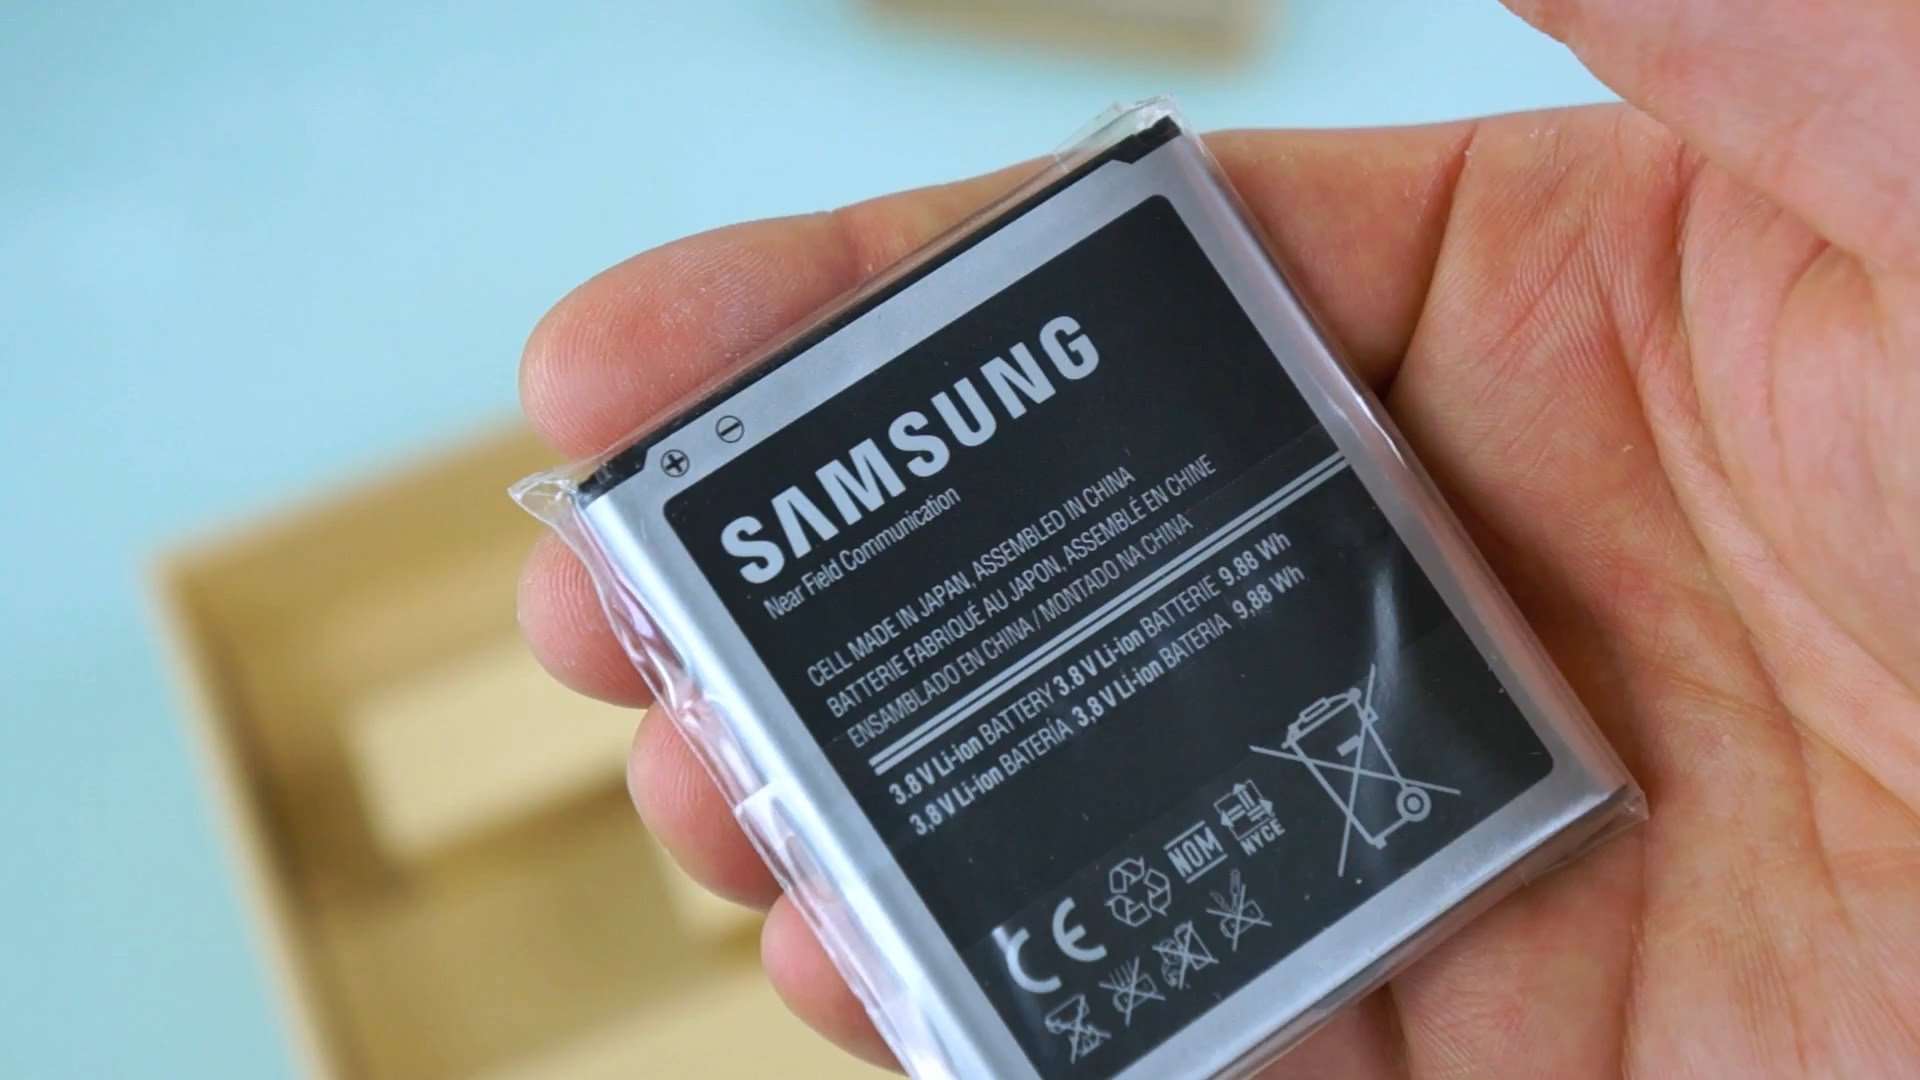 SAMSUNG
Near Field Communication
CELL MADE IN JAPAN, ASSEMBLED IN CHINA
BATTERIE FABRIQUÉ AU JAPON, ASSEMBLÉ EN CHINE
ENSAMBLADO EN CHINA / MONTADO NA CHINA
3.8 V Li-ion BATTERY 3.8 V Li-ion BATTERIE 9.88 Wh
3,8 V Li-ion BATERÍA 3,8 V Li-ion BATERIA 9,88 Wh
CE NOM NYCE